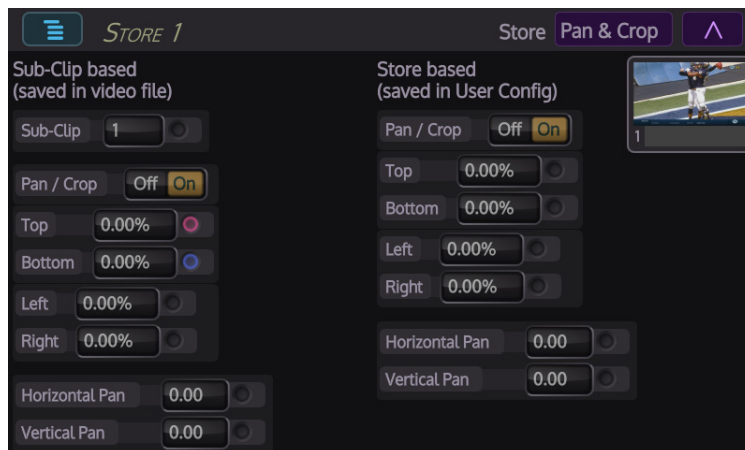 STORE 1
Store Pan & Crop
Sub-Clip based
(saved in video file)
Sub-Clip 1
Pan / Crop Off On
Top 0.00%
Bottom 0.00%
Left 0.00%
Right 0.00%
Horizontal Pan 0.00
Vertical Pan 0.00
Store based
(saved in User Config)
Pan / Crop Off On
Top 0.00%
Bottom 0.00%
Left 0.00%
Right 0.00%
Horizontal Pan 0.00
Vertical Pan 0.00
1